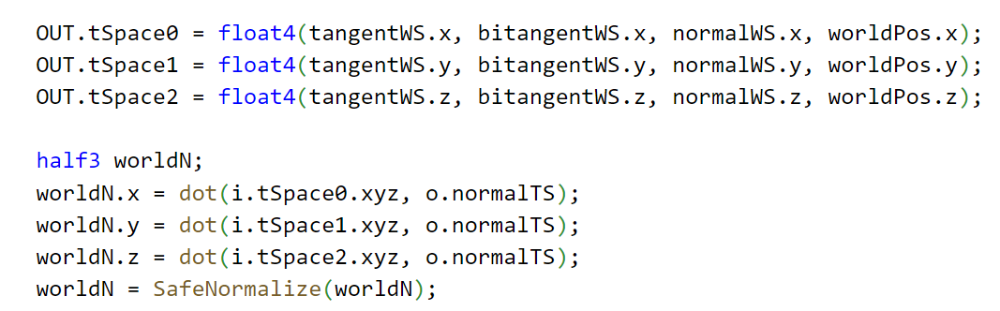 OUT.tSpace0 = float4(tangentWS.x, bitangentWS.x, normalWS.x, worldPos.x);
OUT.tSpace1 = float4(tangentWS.y, bitangentWS.y, normalWS.y, worldPos.y);
OUT.tSpace2 = float4(tangentWS.z, bitangentWS.z, normalWS.z, worldPos.z);
half3 worldN;
worldN.x = dot(i.tSpace0.xyz, o.normalTS);
worldN.y = dot(i.tSpace1.xyz, o.normalTS);
worldN.z = dot(i.tSpace2.xyz, o.normalTS);
worldN = SafeNormalize(worldN);